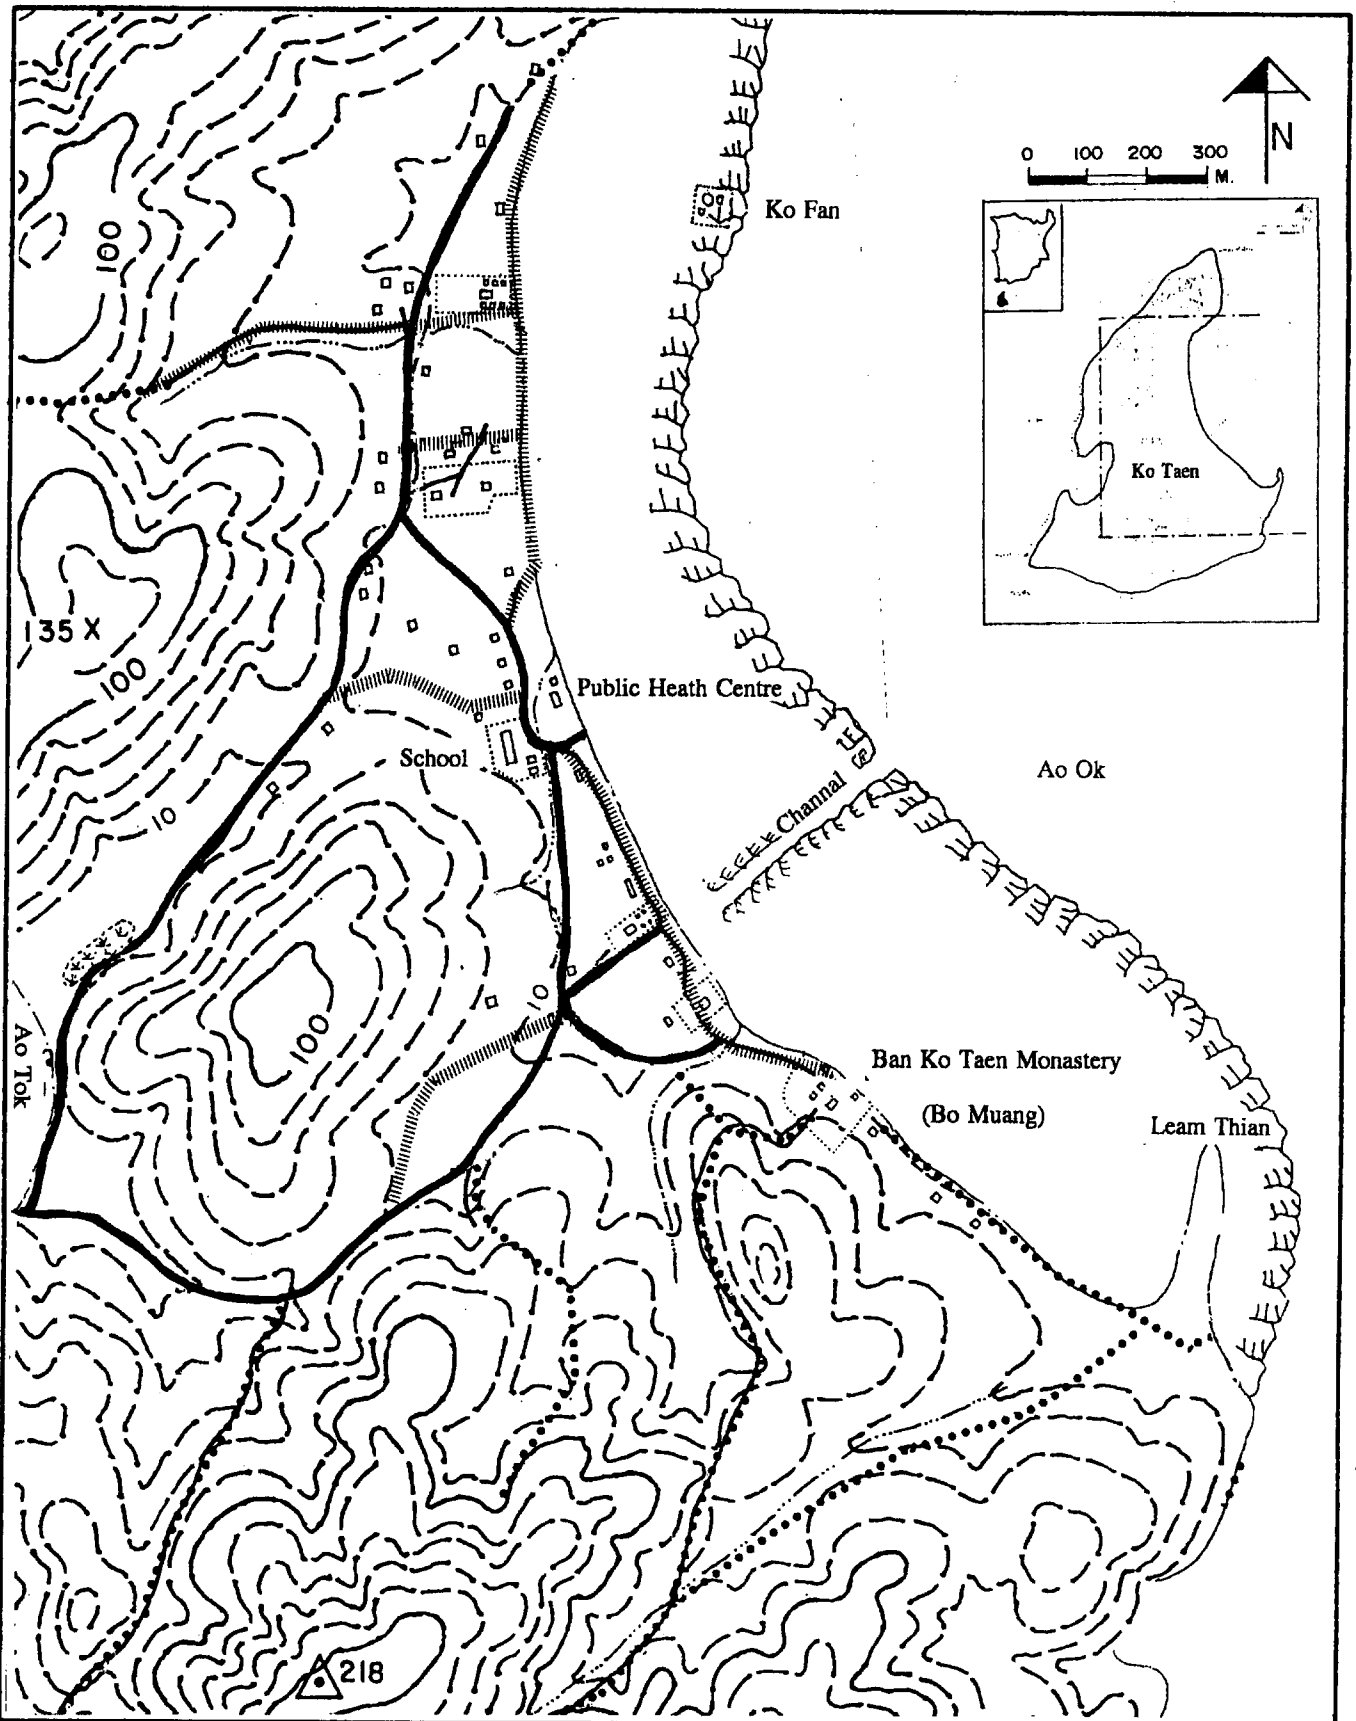 N
0 100 200 300
M.
Ko Fan
100
Ko Taen
135 X
100
Public Heath Centre
School
Ao Ok
Channal
10
10
100
Ao Tok
Ban Ko Taen Monastery
(Bo Muang)
Leam Thian
218